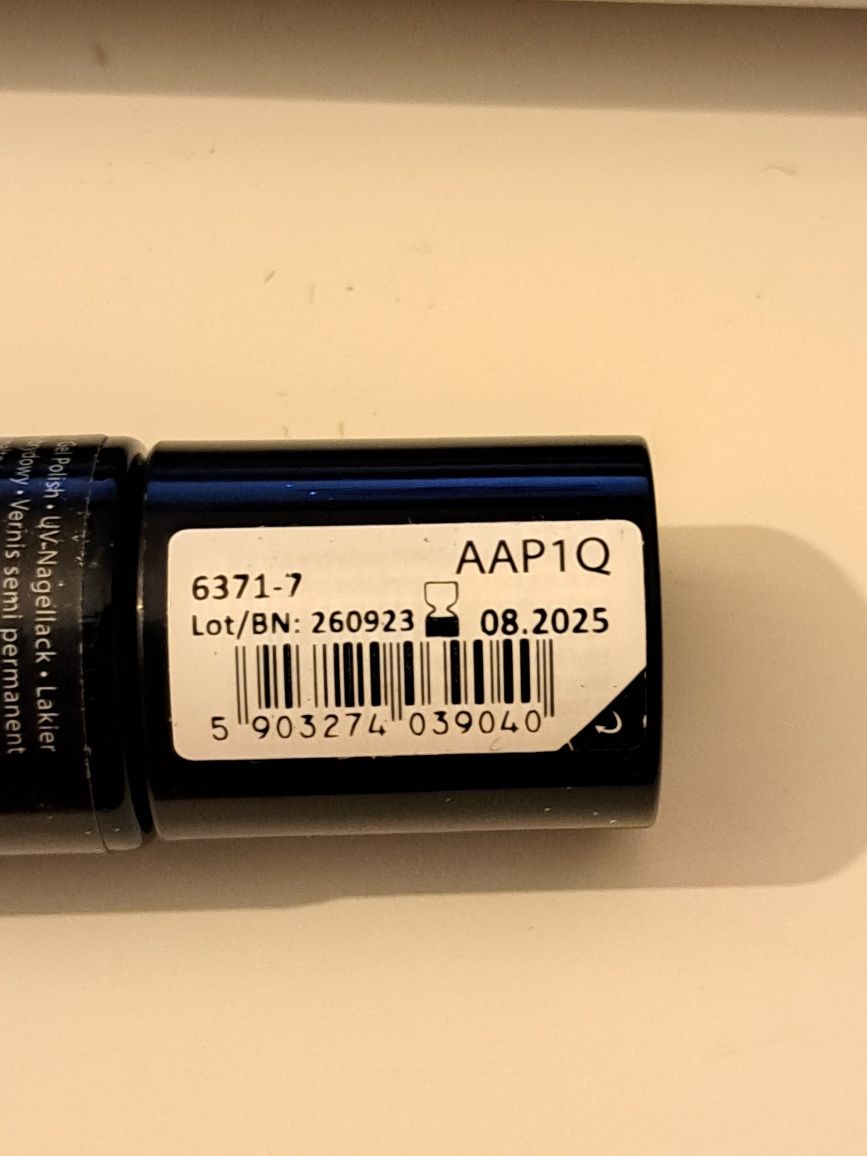 Gel Polish • UV-Nagellack • Lakier
• Vernis semi permanent
AAP1Q
6371-7
Lot/BN: 260923 08.2025
5 903274 039040